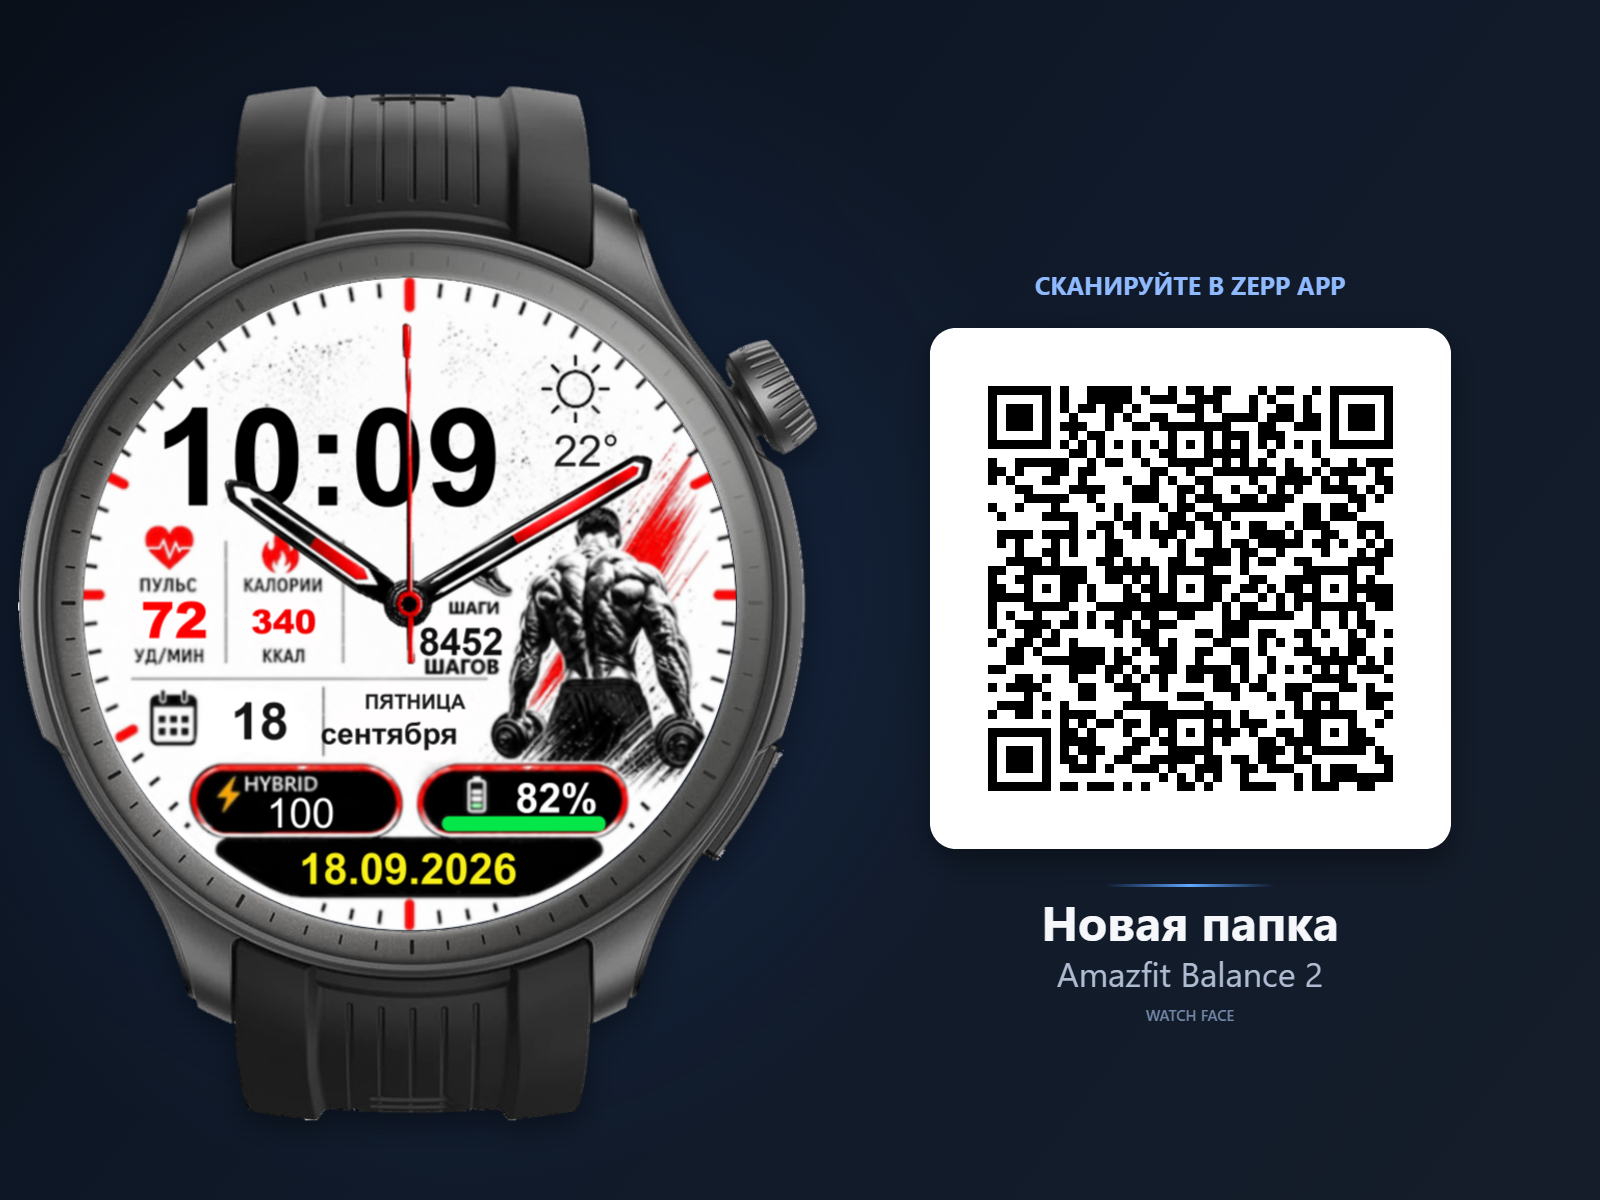 10:09
22°
ПУЛЬС
72
УД/МИН
КАЛОРИИ
340
ККАЛ
ШАГИ
8452
ШАГОВ
18
ПЯТНИЦА
сентября
HYBRID
100
82%
18.09.2026
СКАНИРУЙТЕ В ZEPP APP
Новая папка
Amazfit Balance 2
WATCH FACE